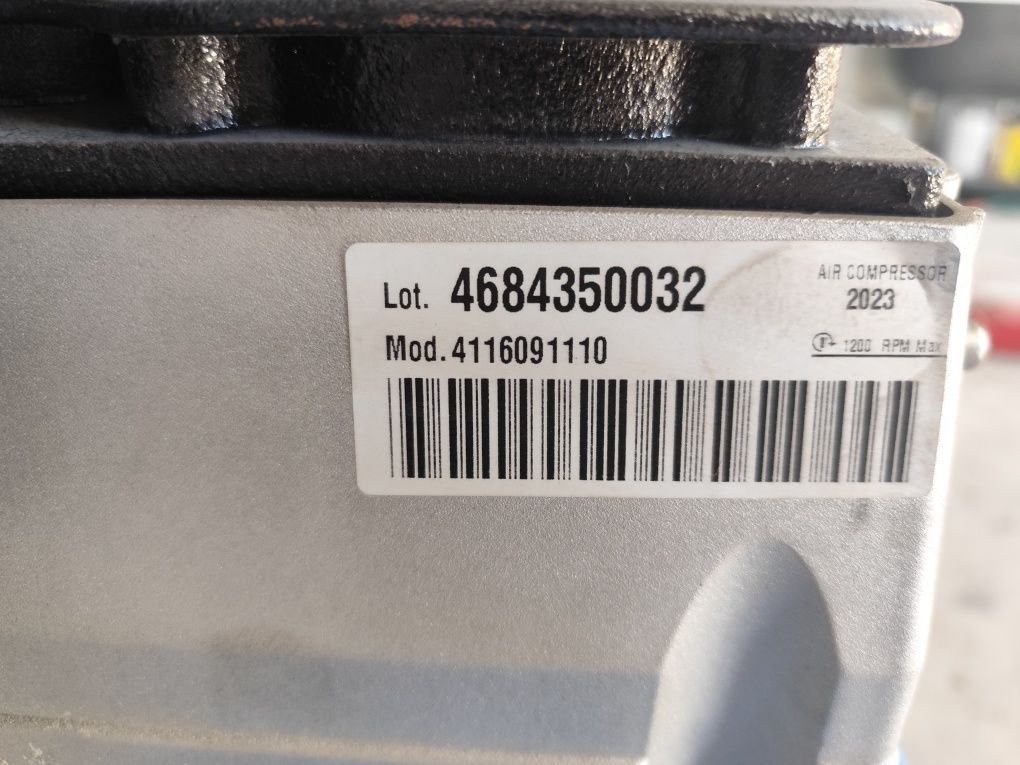 Lot. 4684350032
AIR COMPRESSOR
2023
Mod. 4116091110
1200 RPM Max